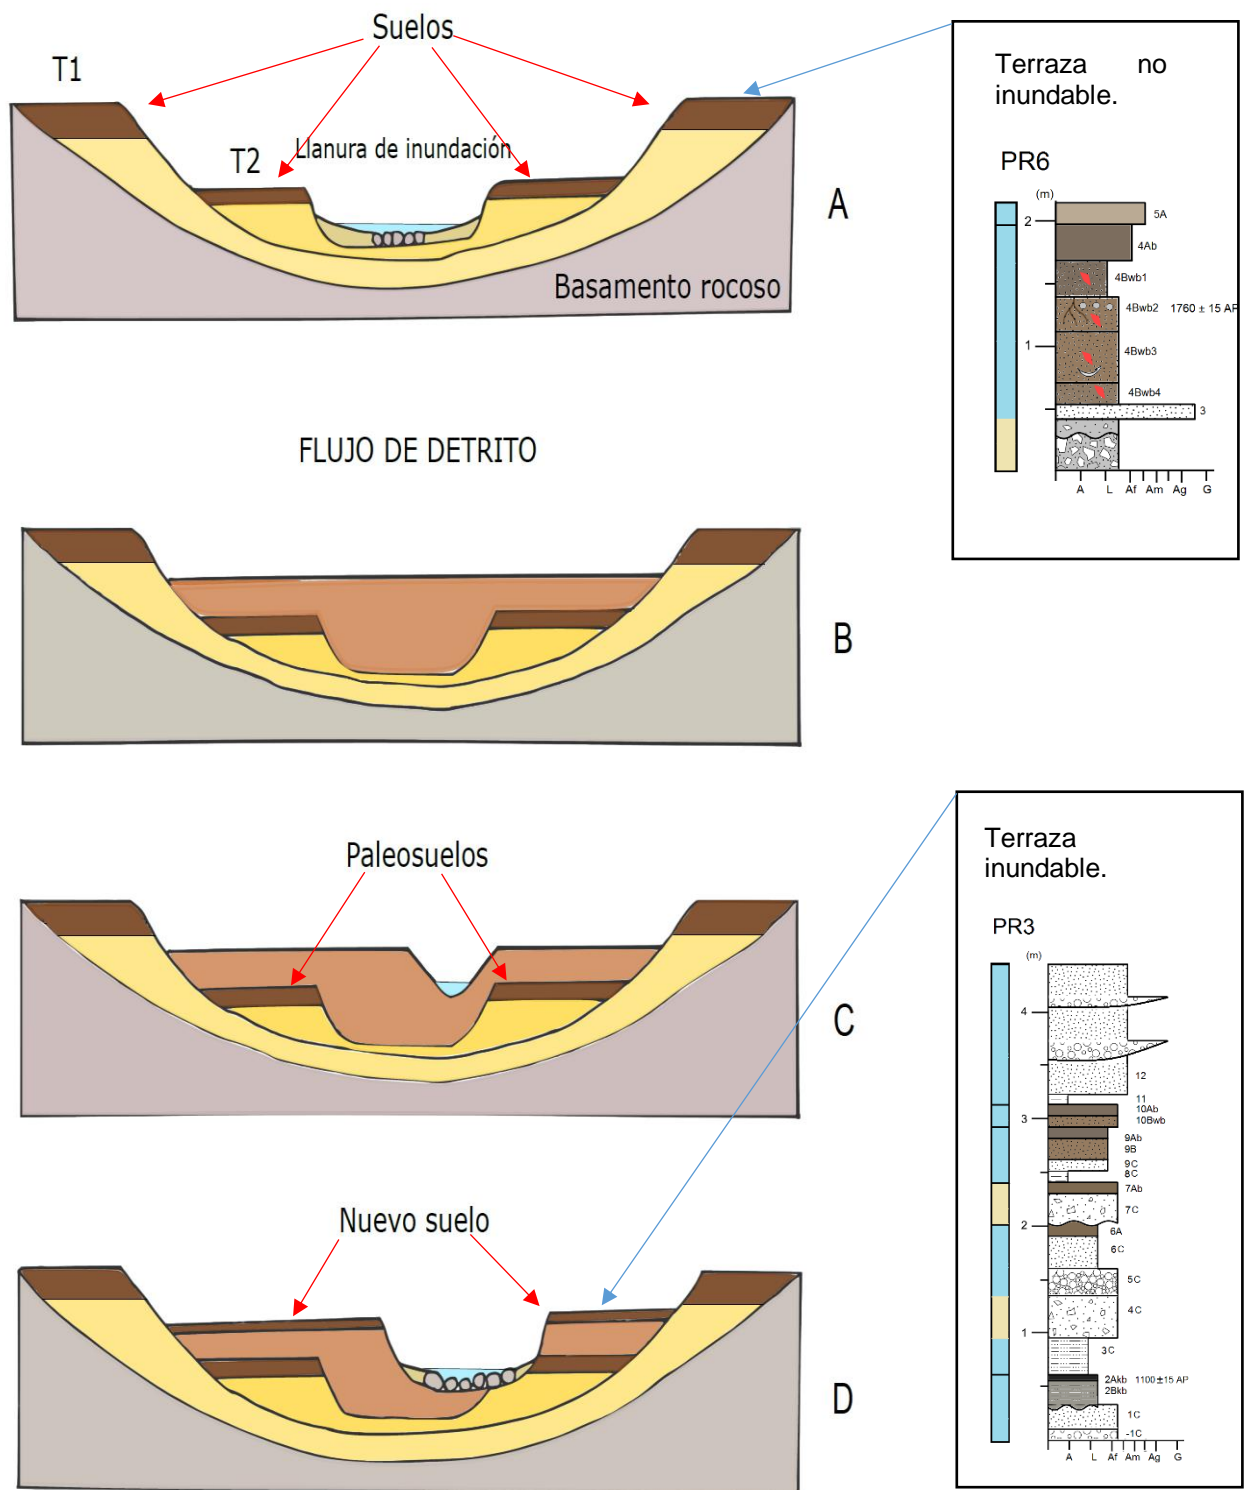 Suelos
T1
T2
Llanura de inundación
A
Basamento rocoso
Terraza no
inundable.
PR6
(m)
5A
2
4Ab
4Bwb1
4Bwb2 1760 ± 15 AP
1
4Bwb3
4Bwb4
3
A L Af Am Ag G
FLUJO DE DETRITO
B
Paleosuelos
C
Terraza
inundable.
PR3
(m)
4
12
11
10Ab
3
10Bwb
9Ab
9B
9C
8C
7Ab
7C
2
6A
6C
5C
4C
1
3C
2Akb 1100±15 AP
2Bkb
1C
-1C
A L Af Am Ag G
Nuevo suelo
D